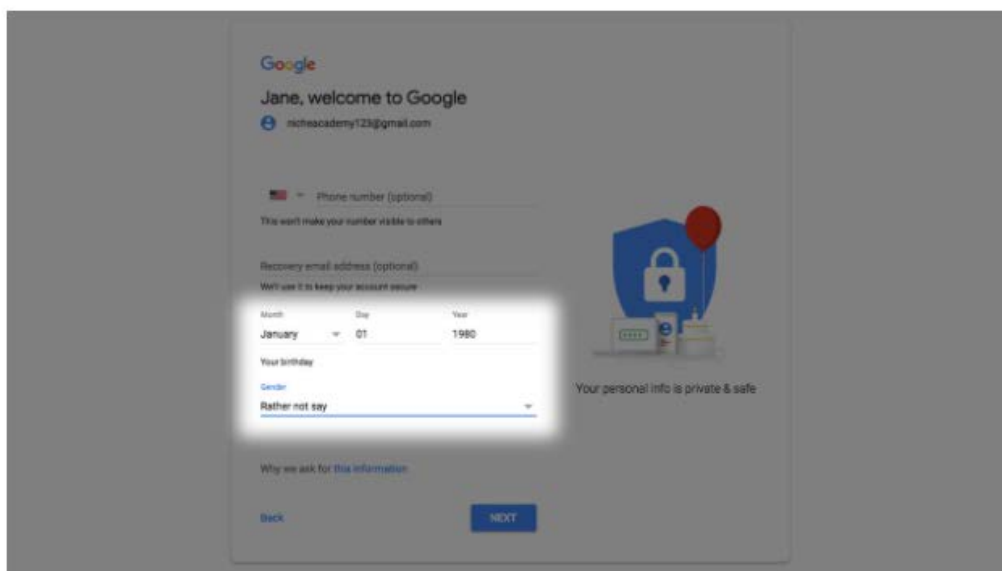 Google
Jane, welcome to Google
nicheacademy123@gmail.com
Phone number (optional)
This won't make your number visible to others
Recovery email address (optional)
We'll use it to keep your account secure
Month Day Year
January 01 1980
Your birthday
Gender
Rather not say
Your personal info is private & safe
Why we ask for this information
Back NEXT